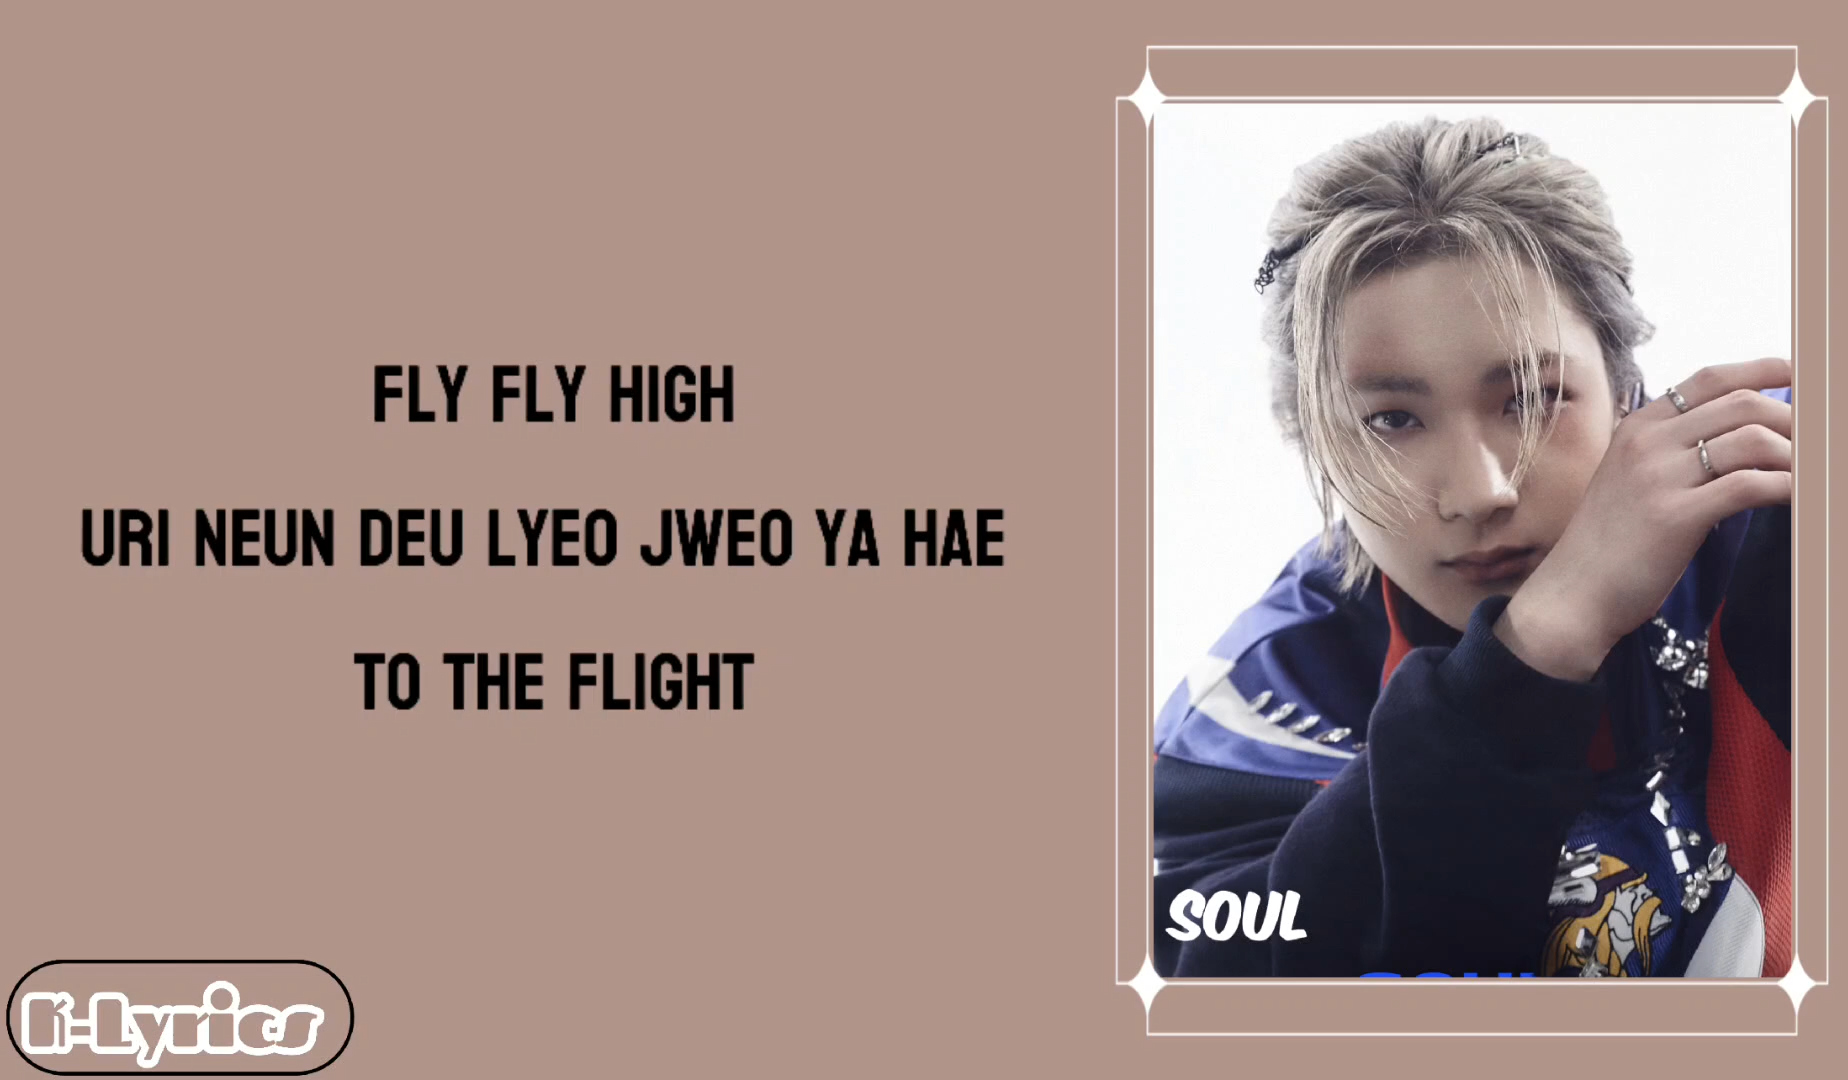 FLY FLY HIGH
URI NEUN DEU LYEO JWEO YA HAE
TO THE FLIGHT
SOUL
K-Lyrics